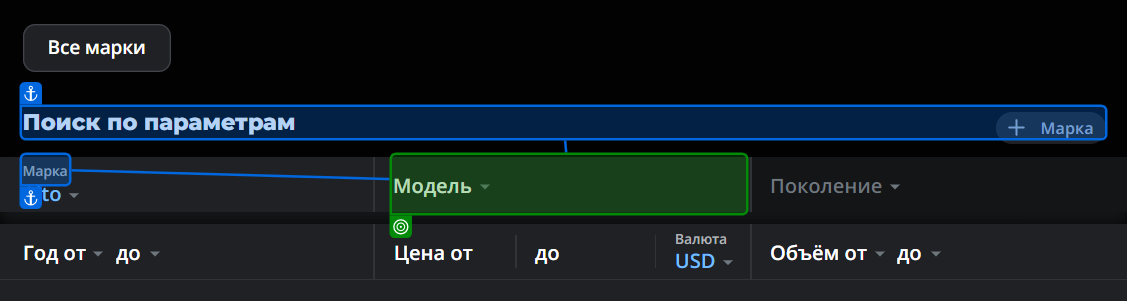 Все марки
Поиск по параметрам
Марка
Марка
to
Модель
Поколение
Год от
до
Цена от
до
Валюта
USD
Объём от
до